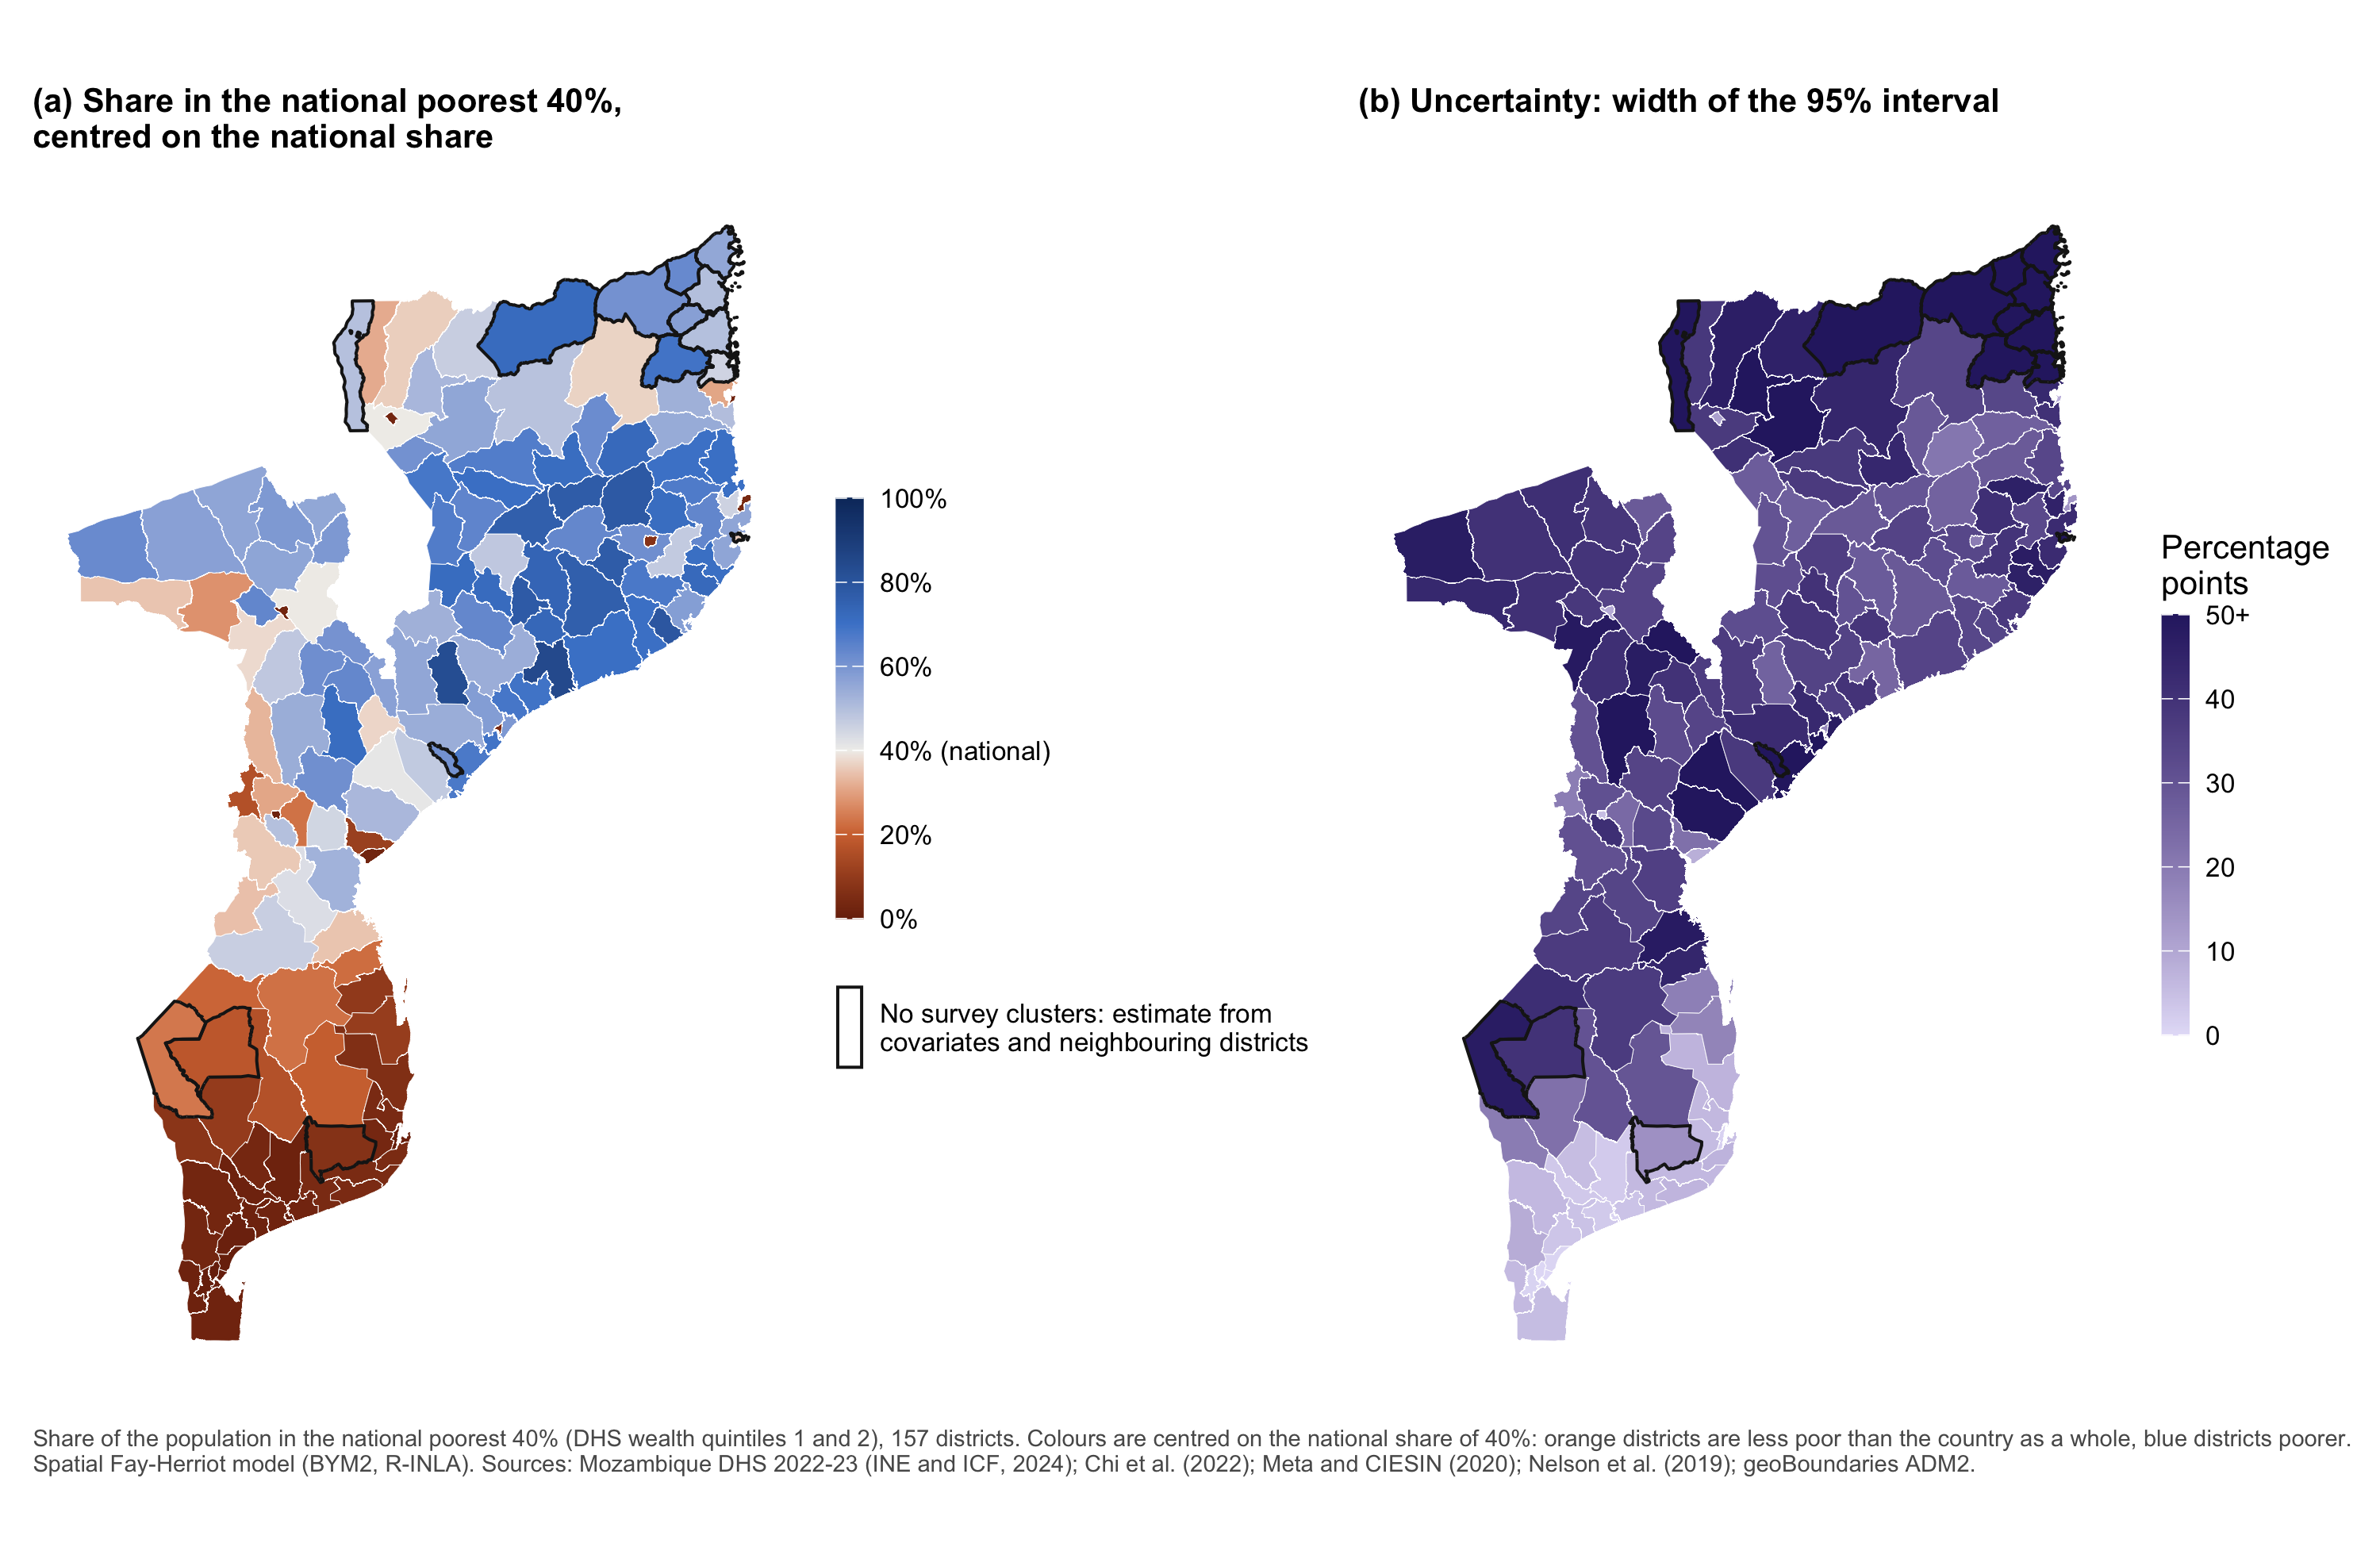 (a) Share in the national poorest 40%,
centred on the national share
(b) Uncertainty: width of the 95% interval
100%
80%
60%
40% (national)
20%
0%
No survey clusters: estimate from
covariates and neighbouring districts
Percentage
points
50+
40
30
20
10
0
Share of the population in the national poorest 40% (DHS wealth quintiles 1 and 2), 157 districts. Colours are centred on the national share of 40%: orange districts are less poor than the country as a whole, blue districts poorer.
Spatial Fay-Herriot model (BYM2, R-INLA). Sources: Mozambique DHS 2022-23 (INE and ICF, 2024); Chi et al. (2022); Meta and CIESIN (2020); Nelson et al. (2019); geoBoundaries ADM2.